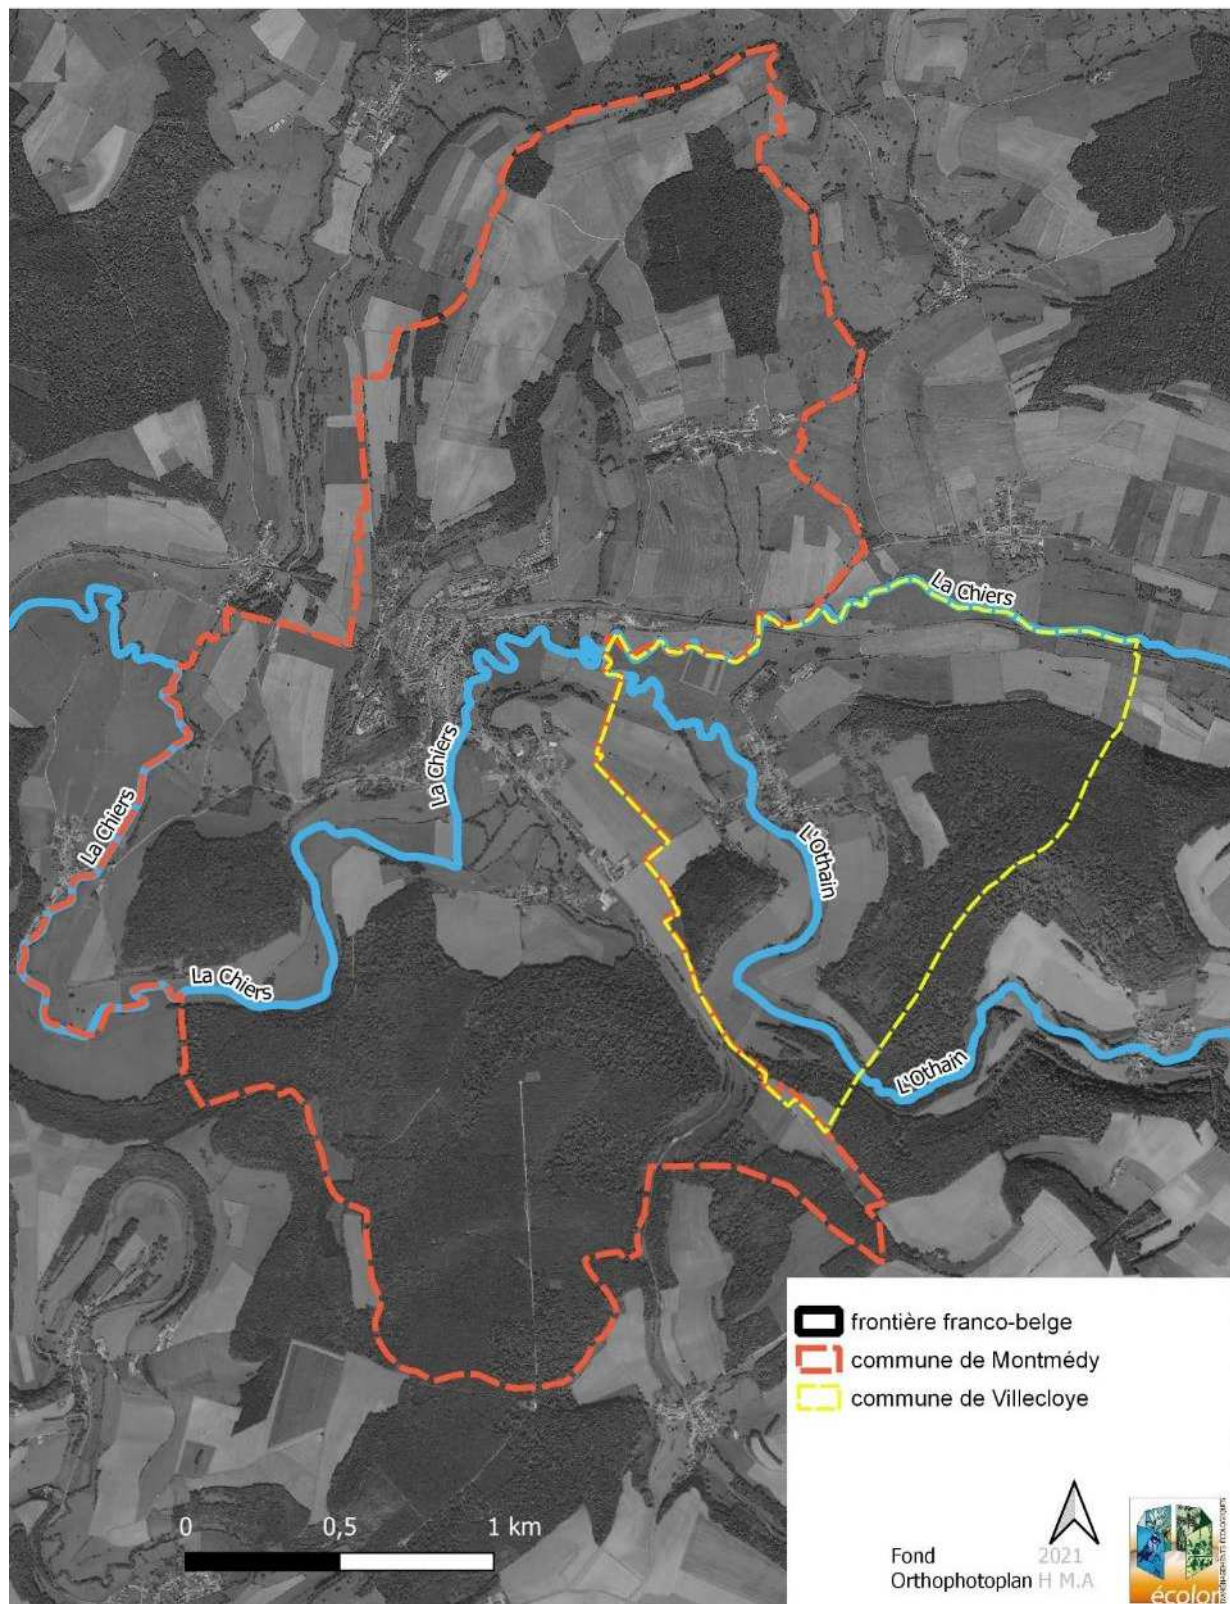 La Chiers
La Chiers
La Chiers
L'Othain
La Chiers
L'Othain
frontière franco-belge
commune de Montmédy
commune de Villecloye
0 0,5 1 km
Fond 2021
Orthophotoplan H M.A
écolor